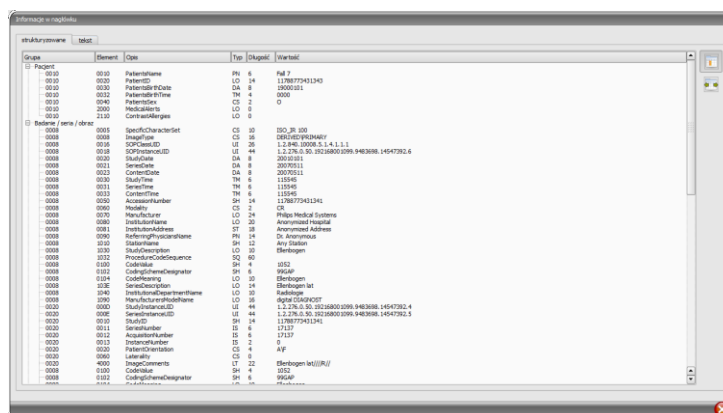 Informacje w nagłówku
strukturyzowane tekst
Grupa Element Opis Typ Długość Wartość
Pacjent
0010 0010 PatientsName PN 6 Fall 7
0010 0020 PatientID LO 14 11788773431343
0010 0030 PatientsBirthDate DA 8 19000101
0010 0032 PatientsBirthTime TM 4 0000
0010 0040 PatientsSex CS 2 O
0010 2000 MedicalAlerts LO 0
0010 2110 ContrastAllergies LO 0
Badanie / seria / obraz
0008 0005 SpecificCharacterSet CS 10 ISO_IR 100
0008 0008 ImageType CS 16 DERIVED\PRIMARY
0008 0016 SOPClassUID UI 26 1.2.840.10008.5.1.4.1.1.1
0008 0018 SOPInstanceUID UI 44 1.2.276.0.50.192168001099.9483698.14547392.6
0008 0020 StudyDate DA 8 20010101
0008 0021 SeriesDate DA 8 20070511
0008 0023 ContentDate DA 8 20070511
0008 0030 StudyTime TM 6 115545
0008 0031 SeriesTime TM 6 115545
0008 0033 ContentTime TM 6 115545
0008 0050 AccessionNumber SH 14 11788773431341
0008 0060 Modality CS 2 CR
0008 0070 Manufacturer LO 24 Philips Medical Systems
0008 0080 InstitutionName LO 20 Anonymized Hospital
0008 0081 InstitutionAddress ST 18 Anonymized Address
0008 0090 ReferringPhysiciansName PN 14 Dr. Anonymous
0008 1010 StationName SH 12 Any Station
0008 1030 StudyDescription LO 10 Ellenbogen
0008 1032 ProcedureCodeSequence SQ 60
0008 0100 CodeValue SH 4 1052
0008 0102 CodingSchemeDesignator SH 6 99GAP
0008 0104 CodeMeaning LO 10 Ellenbogen
0008 103E SeriesDescription LO 14 Ellenbogen lat
0008 1040 InstitutionalDepartmentName LO 10 Radiologie
0008 1090 ManufacturersModelName LO 16 digital DIAGNOST
0020 000D StudyInstanceUID UI 44 1.2.276.0.50.192168001099.9483698.14547392.4
0020 000E SeriesInstanceUID UI 44 1.2.276.0.50.192168001099.9483698.14547392.5
0020 0010 StudyID SH 14 11788773431341
0020 0011 SeriesNumber IS 6 17137
0020 0012 AcquisitionNumber IS 6 17137
0020 0013 InstanceNumber IS 2 0
0020 0020 PatientOrientation CS 4 A\F
0020 0060 Laterality CS 0
0020 4000 ImageComments LT 22 Ellenbogen lat///R//
0008 0100 CodeValue SH 4 1052
0008 0102 CodingSchemeDesignator SH 6 99GAP